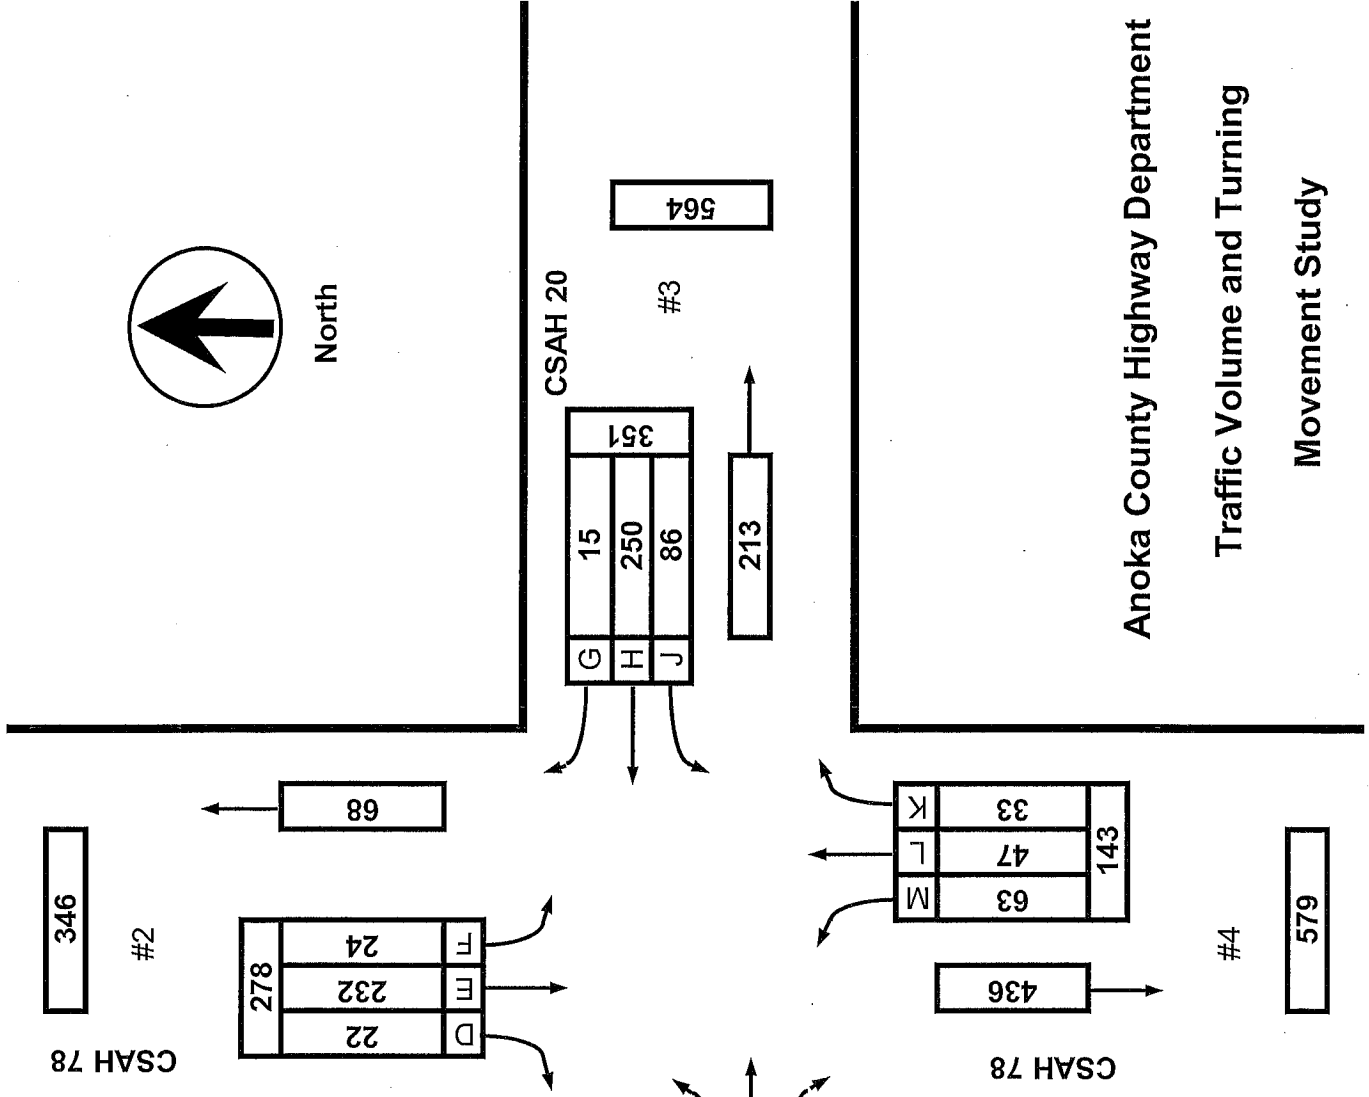 Anoka County Highway Department
Traffic Volume and Turning
Movement Study
North
CSAH 20
#3
564
351
G 15
H 250
J 86
213
CSAH 78
#2
346
68
278
D 22
E 232
F 24
K 33
L 47
M 63
143
436
#4
579
CSAH 78